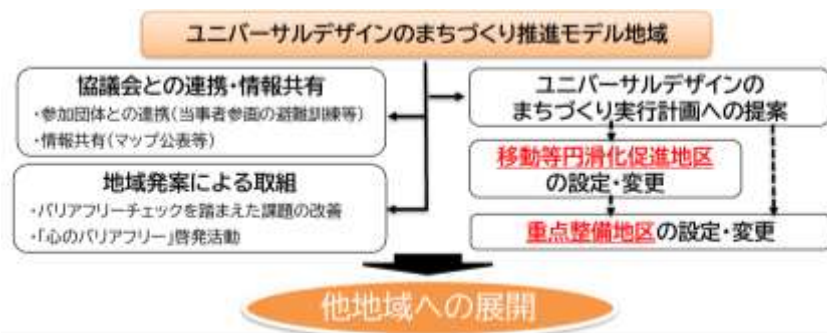 ユニバーサルデザインのまちづくり推進モデル地域
協議会との連携・情報共有
・参加団体との連携(当事者参画の避難訓練等)
・情報共有(マップ公表等)
地域発案による取組
・バリアフリーチェックを踏まえた課題の改善
・「心のバリアフリー」啓発活動
ユニバーサルデザインの
まちづくり実行計画への提案
移動等円滑化促進地区
の設定・変更
重点整備地区の設定・変更
他地域への展開